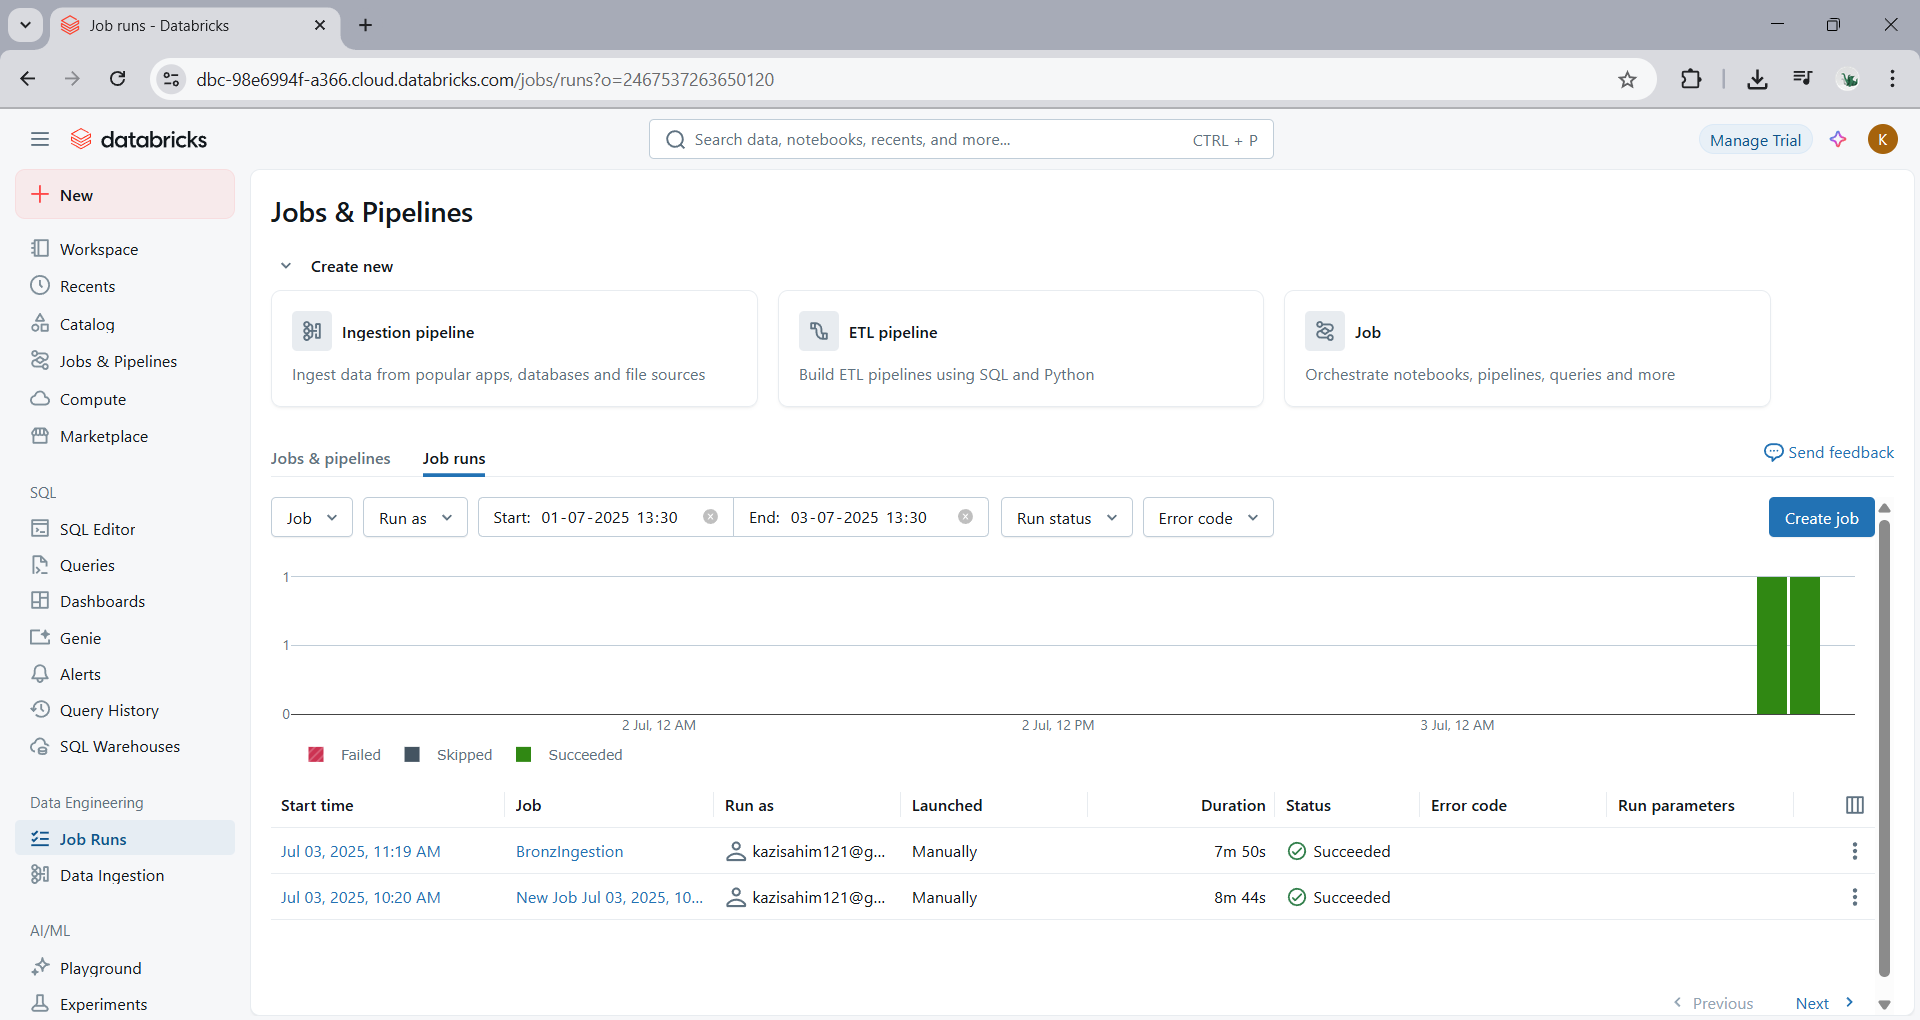 Job runs - Databricks
dbc-98e6994f-a366.cloud.databricks.com/jobs/runs?o=2467537263650120
databricks
Search data, notebooks, recents, and more... CTRL + P
Manage Trial
K
New
Workspace
Recents
Catalog
Jobs & Pipelines
Compute
Marketplace
SQL
SQL Editor
Queries
Dashboards
Genie
Alerts
Query History
SQL Warehouses
Data Engineering
Job Runs
Data Ingestion
AI/ML
Playground
Experiments
Jobs & Pipelines
Create new
Ingestion pipeline
Ingest data from popular apps, databases and file sources
ETL pipeline
Build ETL pipelines using SQL and Python
Job
Orchestrate notebooks, pipelines, queries and more
Jobs & pipelines Job runs
Send feedback
Job Run as Start: 01-07-2025 13:30 End: 03-07-2025 13:30 Run status Error code Create job
1
1
0
2 Jul, 12 AM 2 Jul, 12 PM 3 Jul, 12 AM
Failed Skipped Succeeded
Start time Job Run as Launched Duration Status Error code Run parameters
Jul 03, 2025, 11:19 AM BronzIngestion kazisahim121@g... Manually 7m 50s Succeeded
Jul 03, 2025, 10:20 AM New Job Jul 03, 2025, 10... kazisahim121@g... Manually 8m 44s Succeeded
Previous Next